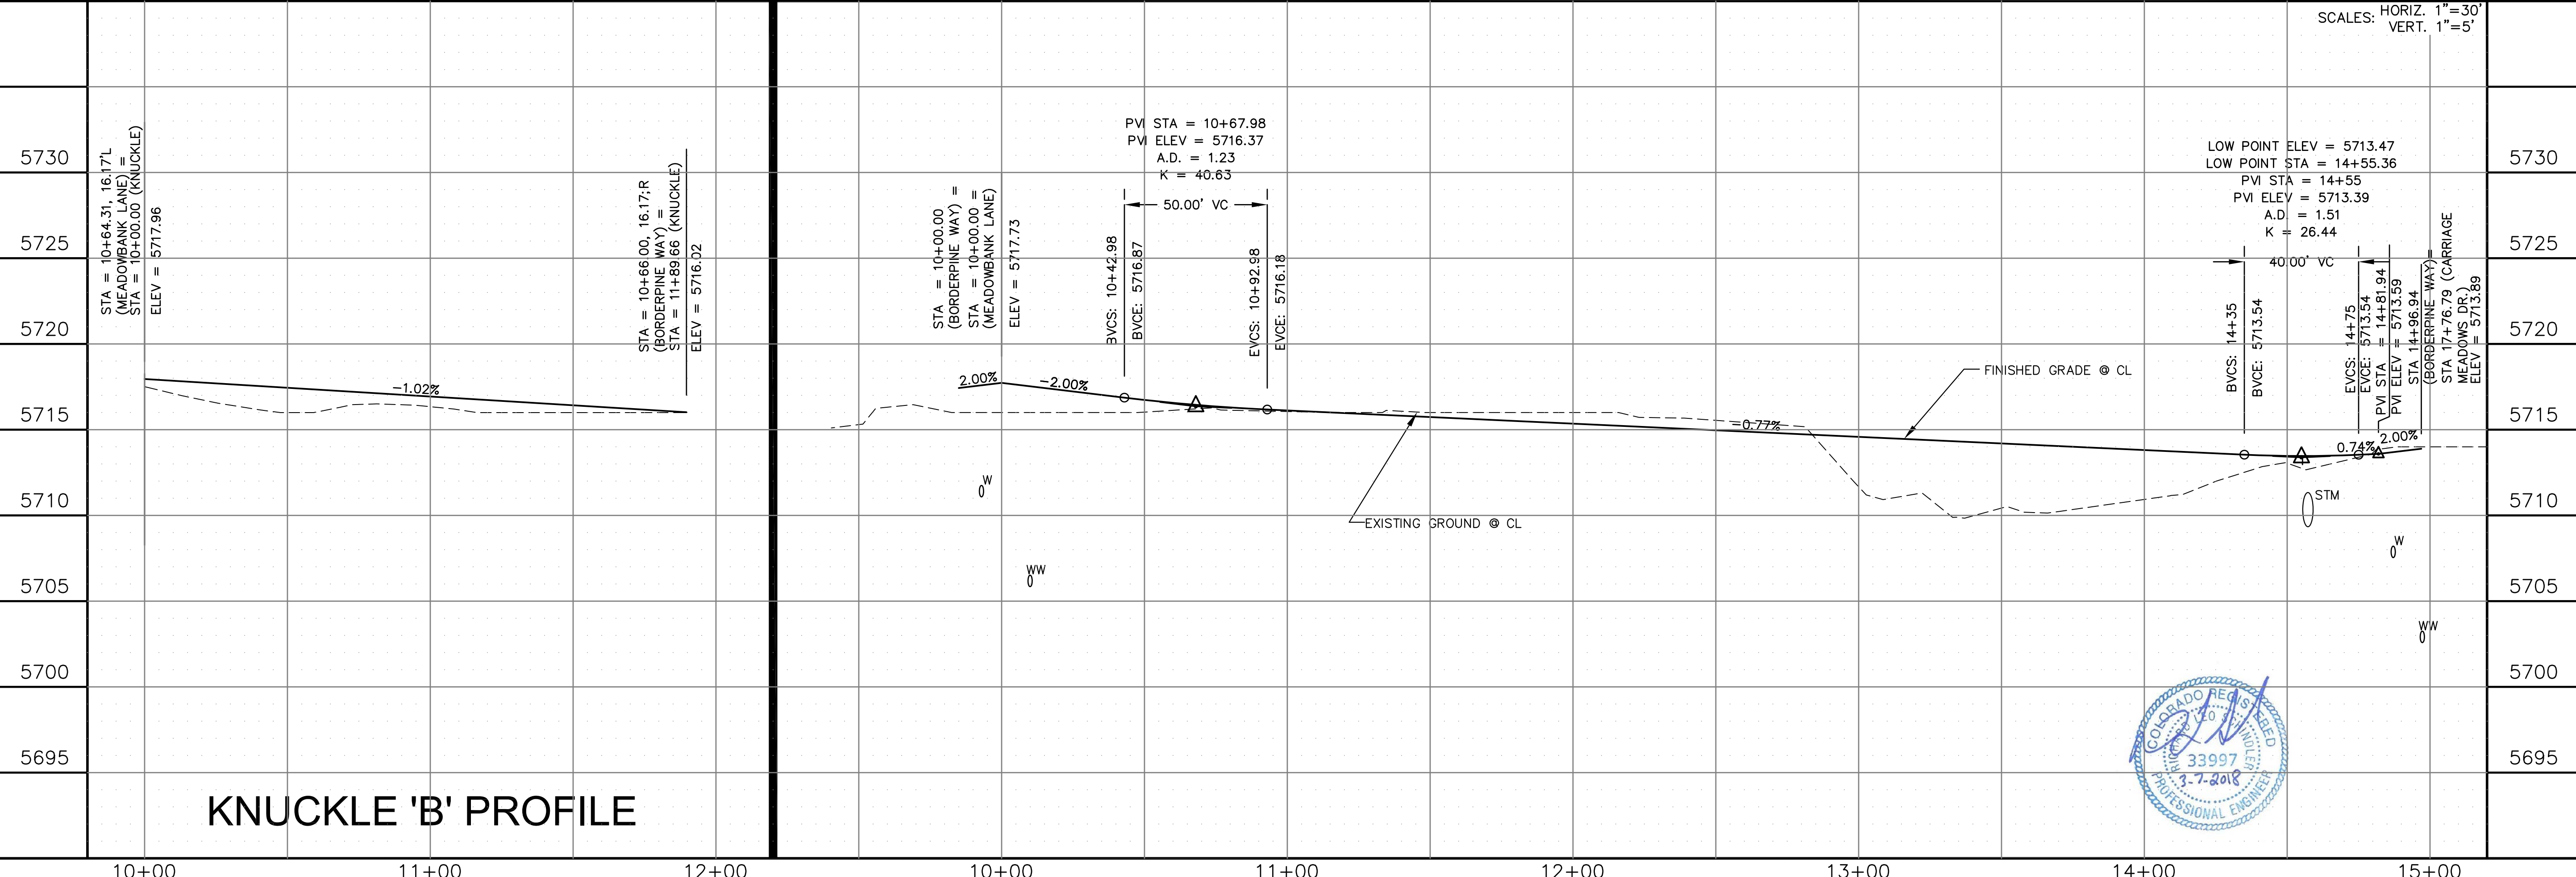 SCALES: HORIZ. 1"=30'
VERT. 1"=5'
5730
5725
5720
5715
5710
5705
5700
5695
STA = 10+64.31, 16.17'L
(MEADOWBANK LANE) =
STA = 10+00.00 (KNUCKLE)
ELEV = 5717.96
-1.02%
STA = 10+66.00, 16.17;R
(BORDERPINE WAY) =
STA = 11+89.66 (KNUCKLE)
ELEV = 5716.02
KNUCKLE 'B' PROFILE
10+00
11+00
12+00
STA = 10+00.00
(BORDERPINE WAY) =
STA = 10+00.00 =
(MEADOWBANK LANE)
ELEV = 5717.73
2.00%
-2.00%
PVI STA = 10+67.98
PVI ELEV = 5716.37
A.D. = 1.23
K = 40.63
50.00' VC
BVCS: 10+42.98
BVCE: 5716.87
EVCS: 10+92.98
EVCE: 5716.18
W
WW
EXISTING GROUND @ CL
-0.77%
FINISHED GRADE @ CL
LOW POINT ELEV = 5713.47
LOW POINT STA = 14+55.36
PVI STA = 14+55
PVI ELEV = 5713.39
A.D. = 1.51
K = 26.44
40.00' VC
BVCS: 14+35
BVCE: 5713.54
EVCS: 14+75
EVCE: 5713.54
PVI STA = 14+81.94
PVI ELEV = 5713.59
STA 14+96.94
(BORDERPINE WAY)=
STA 17+76.79 (CARRIAGE
MEADOWS DR.)
ELEV = 5713.89
0.74%
2.00%
STM
W
WW
COLORADO REGISTERED
33997
3-7-2018
PROFESSIONAL ENGINEER
5730
5725
5720
5715
5710
5705
5700
5695
10+00
11+00
12+00
13+00
14+00
15+00